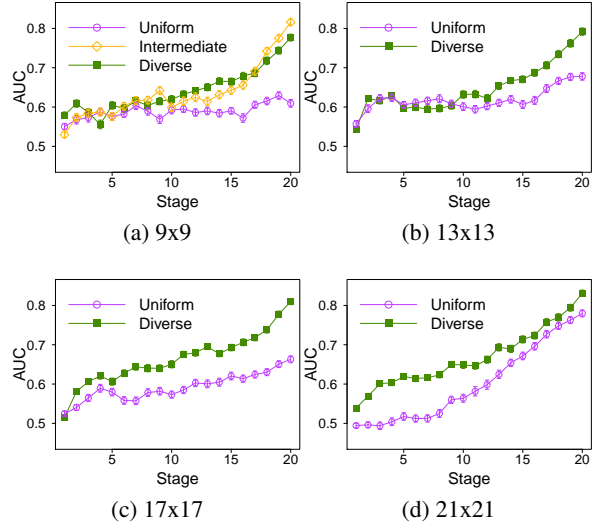 Uniform
Intermediate
Diverse
AUC
0.8
0.7
0.6
0.5
5 10 15 20
Stage
(a) 9x9
Uniform
Diverse
AUC
0.8
0.7
0.6
0.5
5 10 15 20
Stage
(b) 13x13
Uniform
Diverse
AUC
0.8
0.7
0.6
0.5
5 10 15 20
Stage
(c) 17x17
Uniform
Diverse
AUC
0.8
0.7
0.6
0.5
5 10 15 20
Stage
(d) 21x21